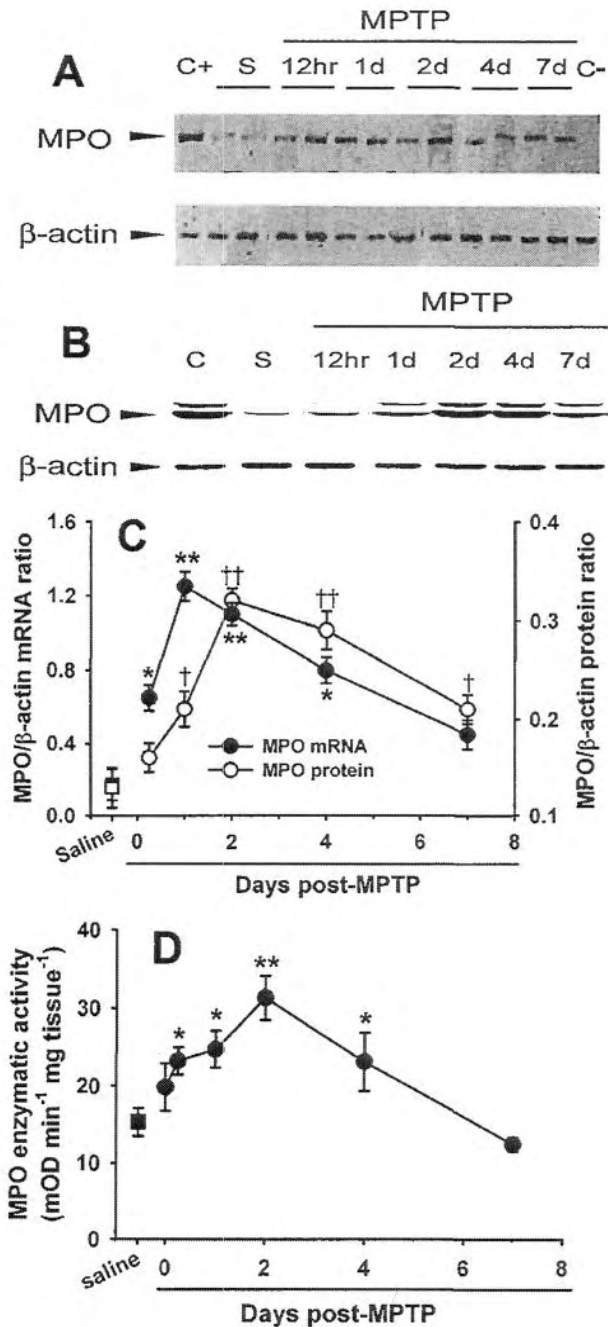 MPTP
A
C+ S 12hr 1d 2d 4d 7d C-
MPO
β-actin
MPTP
B
C S 12hr 1d 2d 4d 7d
MPO
β-actin
C
MPO/β-actin mRNA ratio
1.6
1.2
0.8
0.4
0.0
MPO/β-actin protein ratio
0.4
0.3
0.2
0.1
**
††
††
*
†
**
*
†
MPO mRNA
MPO protein
Saline 0 2 4 6 8
Days post-MPTP
D
MPO enzymatic activity
(mOD min⁻¹ mg tissue⁻¹)
40
30
20
10
0
**
* * *
saline 0 2 4 6 8
Days post-MPTP